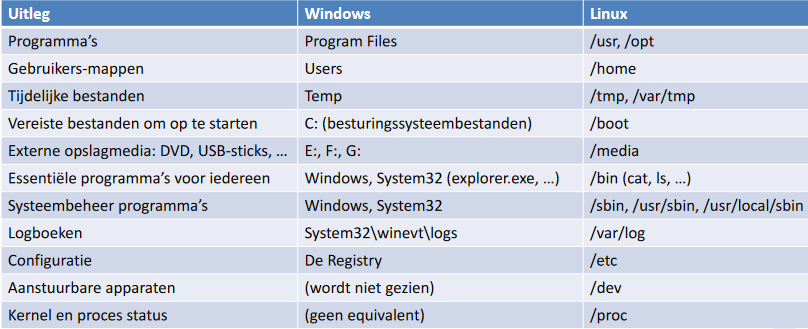 Uitleg Windows Linux
Programma's Program Files /usr, /opt
Gebruikers-mappen Users /home
Tijdelijke bestanden Temp /tmp, /var/tmp
Vereiste bestanden om op te starten C: (besturingssysteembestanden) /boot
Externe opslagmedia: DVD, USB-sticks, … E:, F:, G: /media
Essentiële programma's voor iedereen Windows, System32 (explorer.exe, …) /bin (cat, ls, …)
Systeembeheer programma's Windows, System32 /sbin, /usr/sbin, /usr/local/sbin
Logboeken System32\winevt\logs /var/log
Configuratie De Registry /etc
Aanstuurbare apparaten (wordt niet gezien) /dev
Kernel en proces status (geen equivalent) /proc